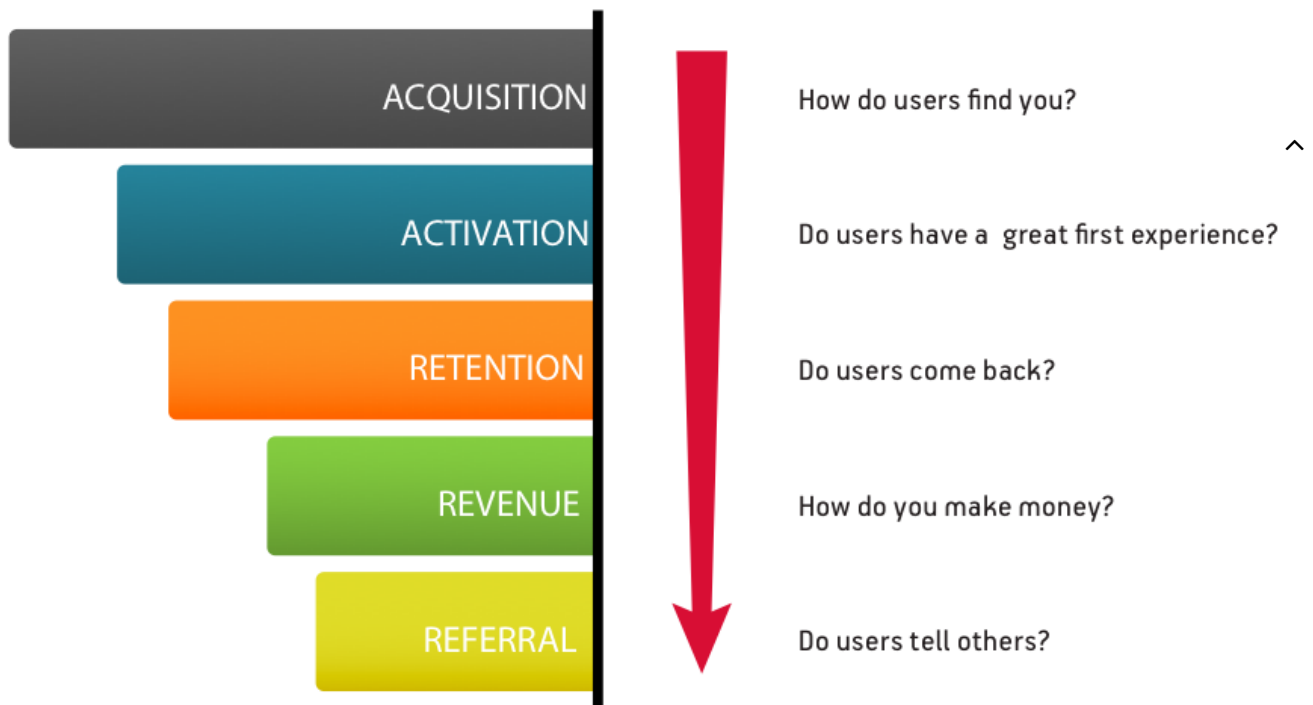 ACQUISITION How do users find you?
ACTIVATION Do users have a great first experience?
RETENTION Do users come back?
REVENUE How do you make money?
REFERRAL Do users tell others?